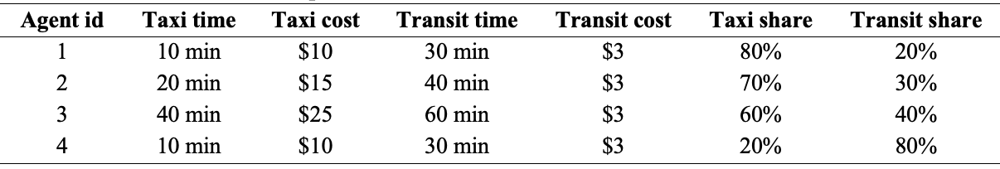 Agent id Taxi time Taxi cost Transit time Transit cost Taxi share Transit share
1 10 min $10 30 min $3 80% 20%
2 20 min $15 40 min $3 70% 30%
3 40 min $25 60 min $3 60% 40%
4 10 min $10 30 min $3 20% 80%